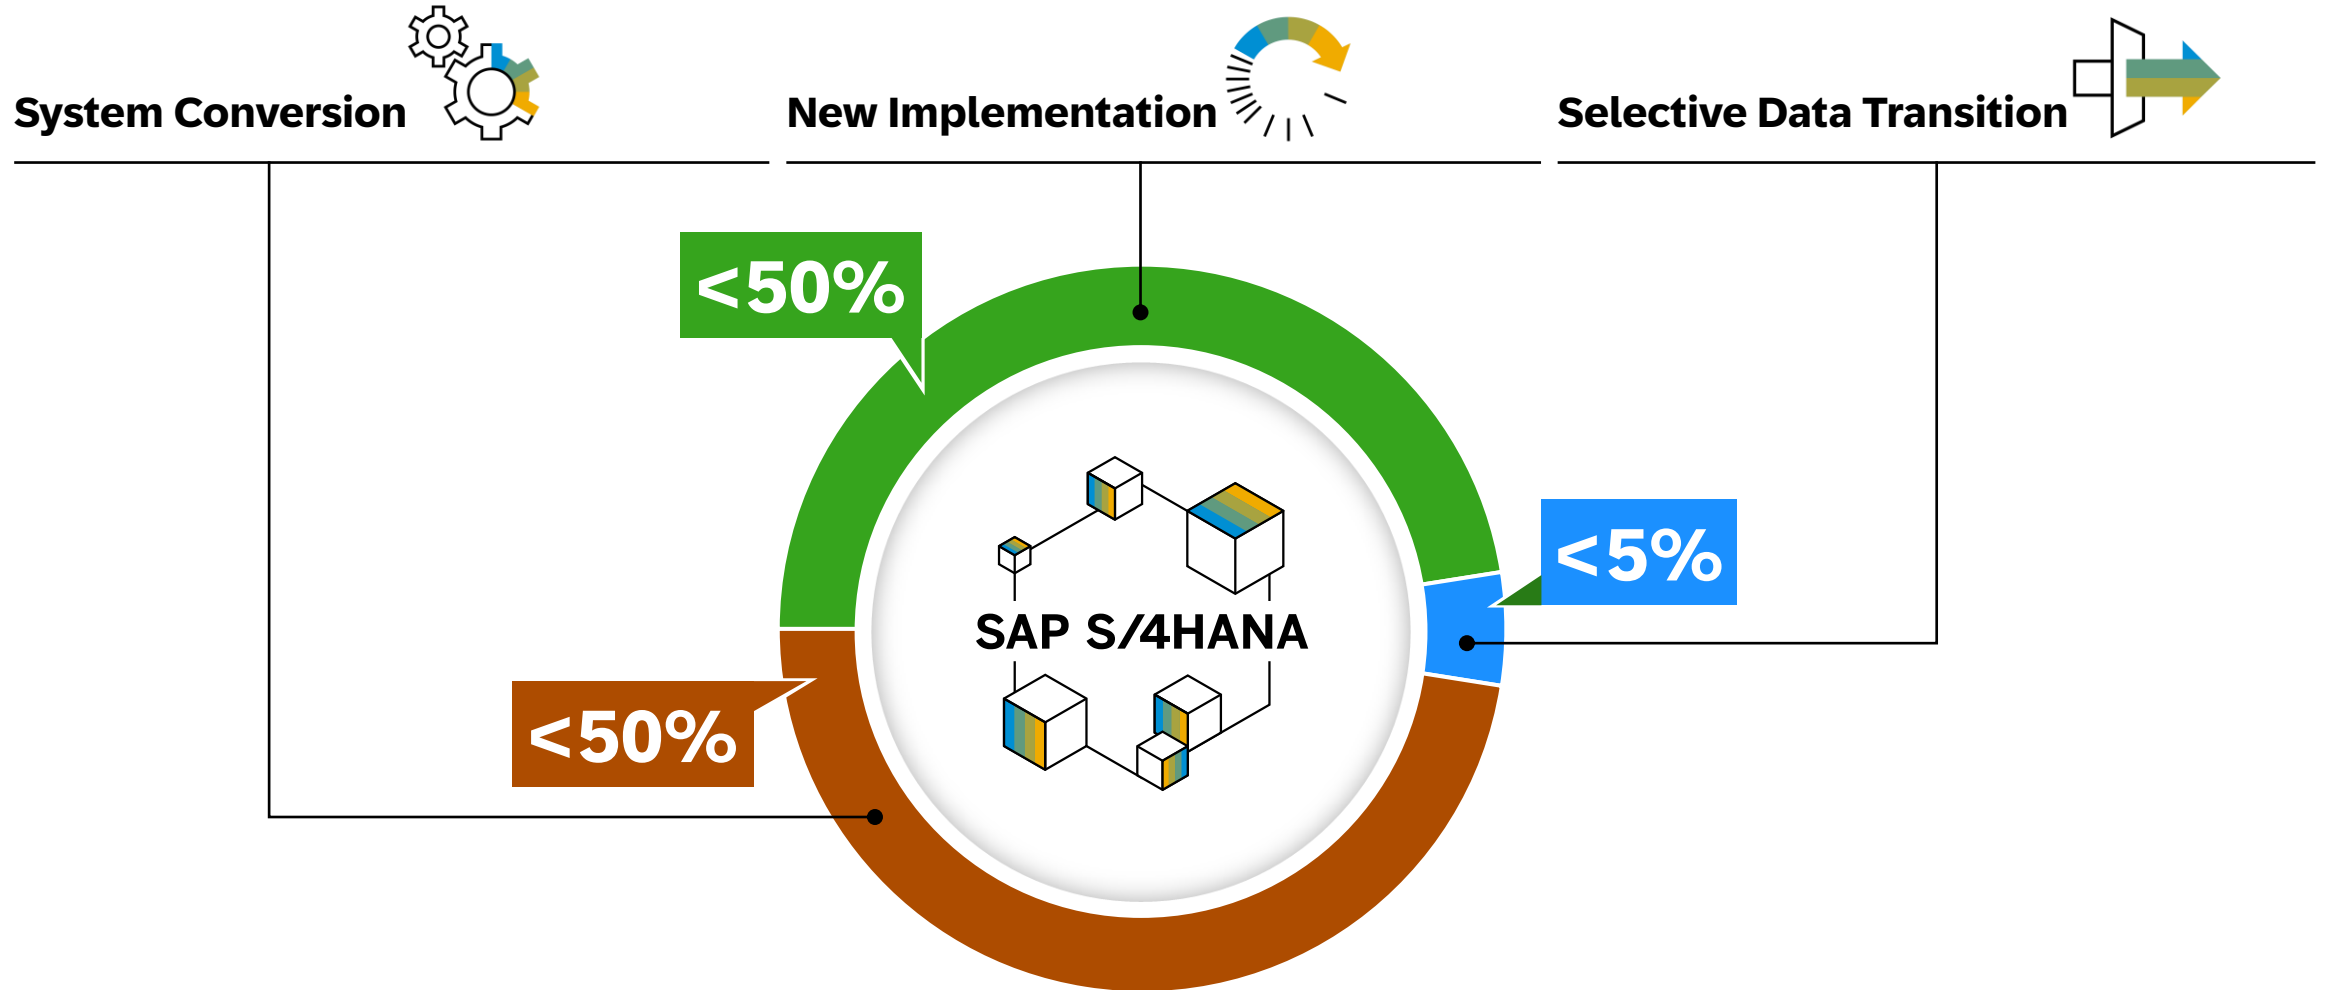 System Conversion
New Implementation
Selective Data Transition
<50%
<5%
SAP S/4HANA
<50%